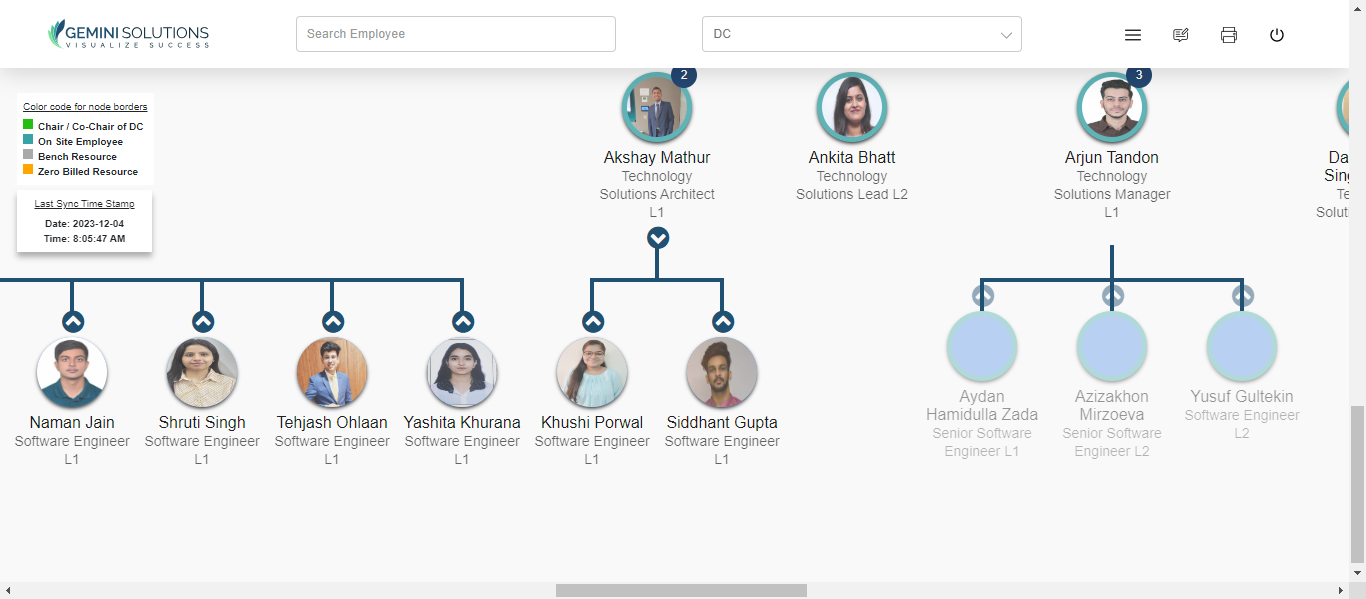 GEMINI SOLUTIONS
VISUALIZE SUCCESS
Search Employee
DC
Color code for node borders
Chair / Co-Chair of DC
On Site Employee
Bench Resource
Zero Billed Resource
Last Sync Time Stamp
Date: 2023-12-04
Time: 8:05:47 AM
2
Akshay Mathur
Technology
Solutions Architect
L1
Ankita Bhatt
Technology
Solutions Lead L2
3
Arjun Tandon
Technology
Solutions Manager
L1
Naman Jain
Software Engineer
L1
Shruti Singh
Software Engineer
L1
Tehjash Ohlaan
Software Engineer
L1
Yashita Khurana
Software Engineer
L1
Khushi Porwal
Software Engineer
L1
Siddhant Gupta
Software Engineer
L1
Aydan
Hamidulla Zada
Senior Software
Engineer L1
Azizakhon
Mirzoeva
Senior Software
Engineer L2
Yusuf Gultekin
Software Engineer
L2